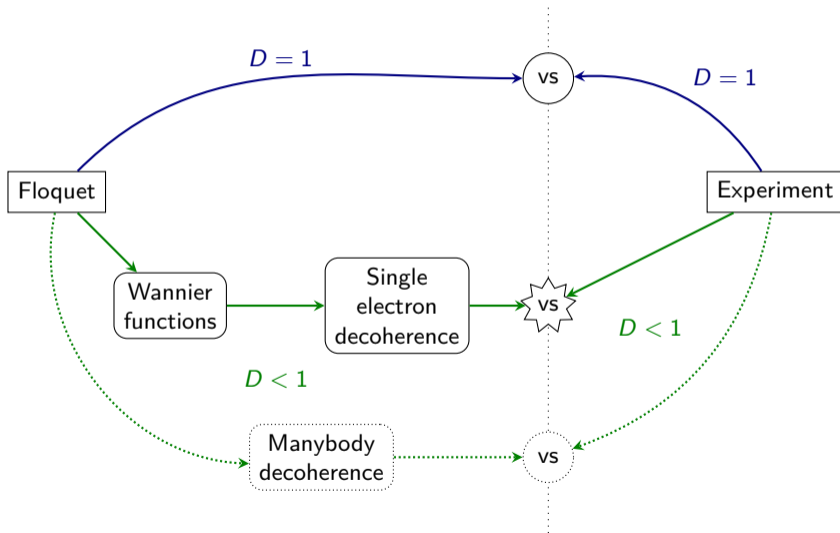 D = 1
vs
D = 1
Floquet
Experiment
Wannier
functions
Single
electron
decoherence
vs
D < 1
D < 1
Manybody
decoherence
vs